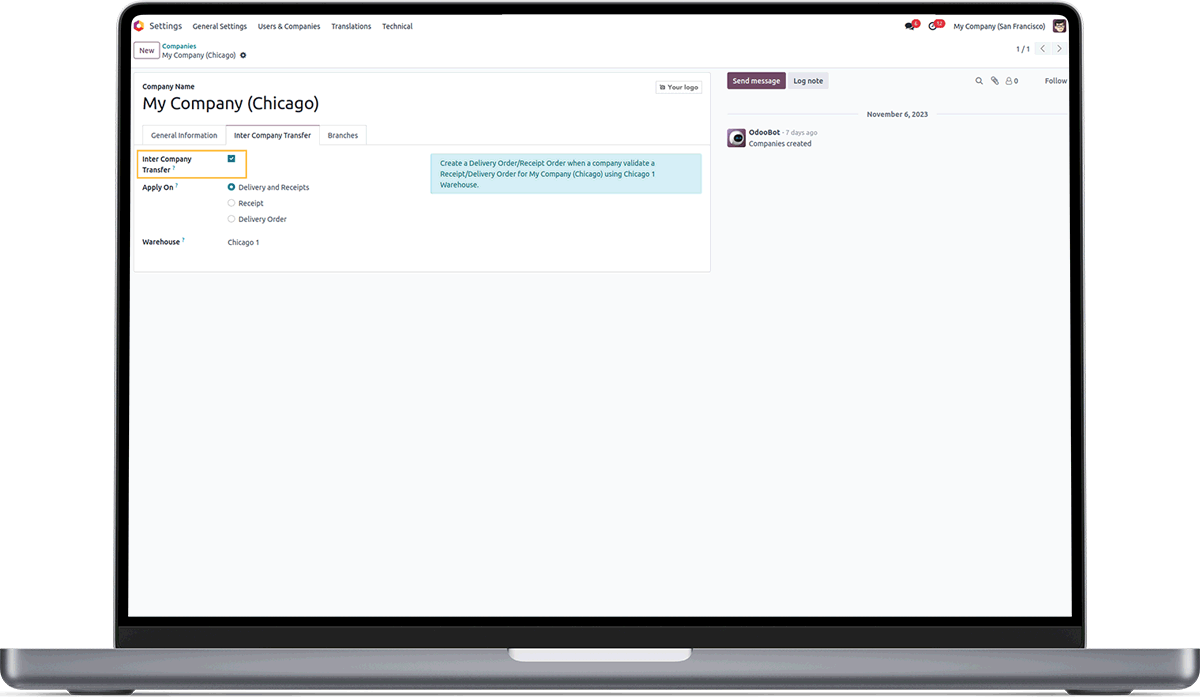 Settings General Settings Users & Companies Translations Technical
6 12 My Company (San Francisco)
New Companies
My Company (Chicago)
1 / 1
Company Name
My Company (Chicago)
Your logo
General Information Inter Company Transfer Branches
Inter Company
Transfer ?
Apply On ?
Delivery and Receipts
Receipt
Delivery Order
Warehouse ?
Chicago 1
Create a Delivery Order/Receipt Order when a company validate a
Receipt/Delivery Order for My Company (Chicago) using Chicago 1
Warehouse.
Send message Log note
0 Follow
November 6, 2023
OdooBot - 7 days ago
Companies created